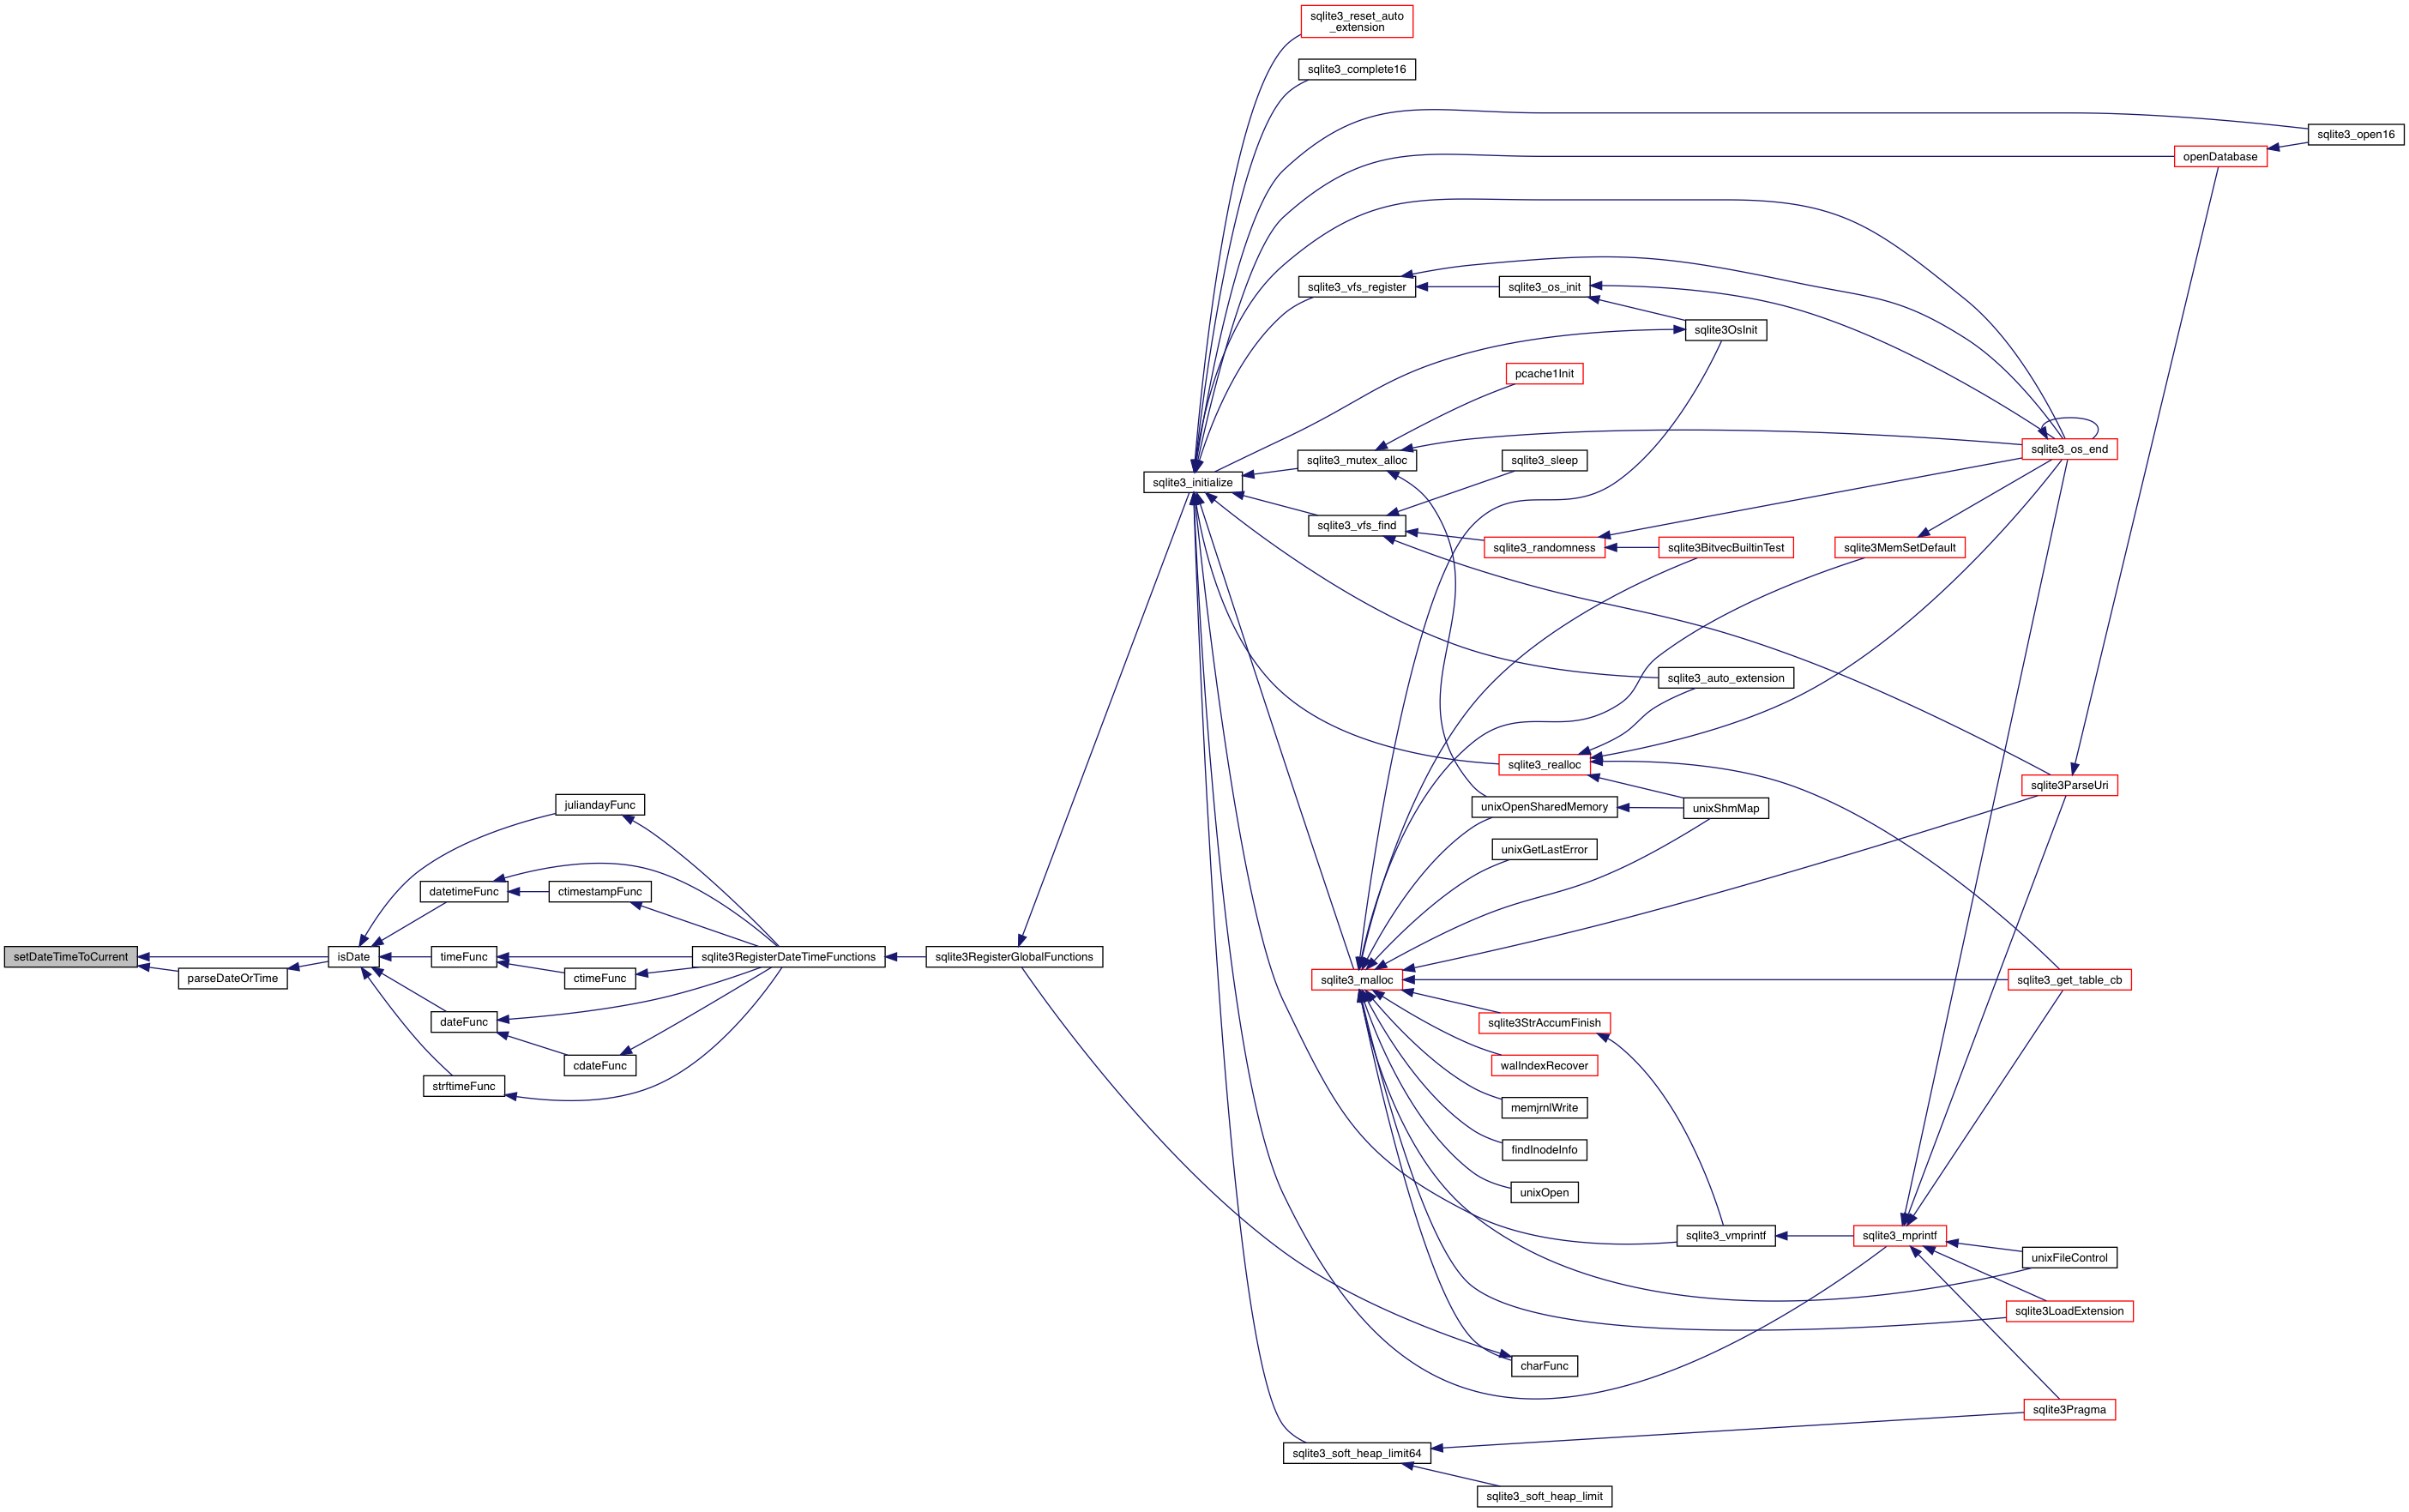 sqlite3_reset_auto
_extension
sqlite3_complete16
sqlite3_open16
openDatabase
sqlite3_vfs_register
sqlite3_os_init
sqlite3OsInit
pcache1Init
sqlite3_mutex_alloc
sqlite3_sleep
sqlite3_os_end
sqlite3_initialize
sqlite3_vfs_find
sqlite3_randomness
sqlite3BitvecBuiltinTest
sqlite3MemSetDefault
sqlite3_auto_extension
sqlite3_realloc
sqlite3ParseUri
juliandayFunc
unixOpenSharedMemory
unixShmMap
unixGetLastError
datetimeFunc
ctimestampFunc
setDateTimeToCurrent
isDate
timeFunc
sqlite3RegisterDateTimeFunctions
sqlite3RegisterGlobalFunctions
parseDateOrTime
ctimeFunc
sqlite3_malloc
sqlite3_get_table_cb
dateFunc
sqlite3StrAccumFinish
cdateFunc
walIndexRecover
strftimeFunc
memjrnlWrite
findInodeInfo
unixOpen
sqlite3_vmprintf
sqlite3_mprintf
unixFileControl
sqlite3LoadExtension
charFunc
sqlite3Pragma
sqlite3_soft_heap_limit64
sqlite3_soft_heap_limit